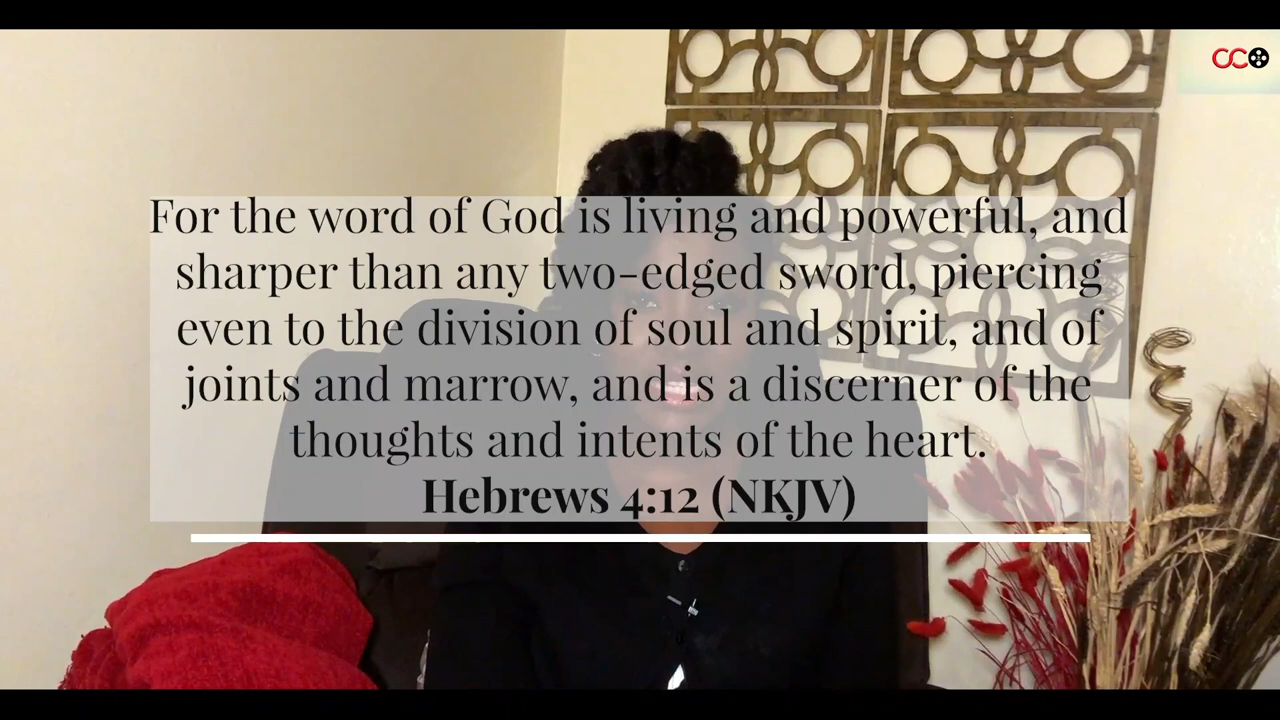 CC
For the word of God is living and powerful, and
sharper than any two-edged sword, piercing
even to the division of soul and spirit, and of
joints and marrow, and is a discerner of the
thoughts and intents of the heart.
Hebrews 4:12 (NKJV)